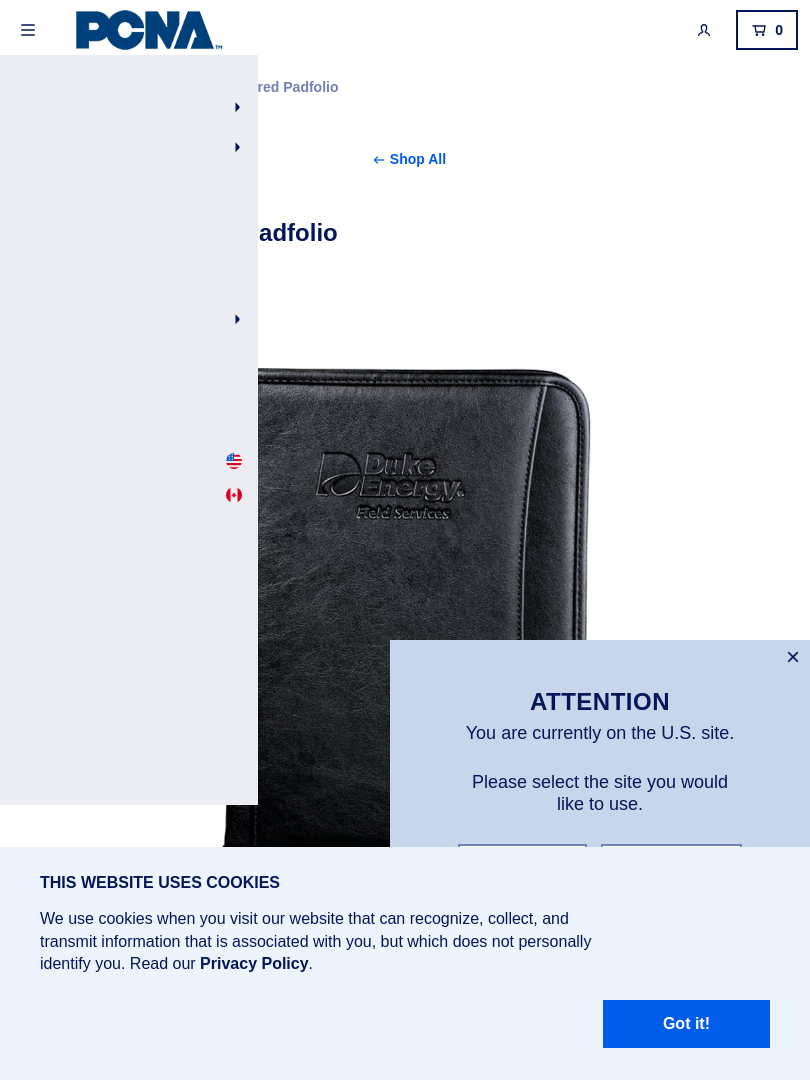 PCNA™
0
red Padfolio
← Shop All
adfolio
Duke
Energy®
Field Services
×
ATTENTION
You are currently on the U.S. site.
Please select the site you would
like to use.
THIS WEBSITE USES COOKIES
We use cookies when you visit our website that can recognize, collect, and
transmit information that is associated with you, but which does not personally
identify you. Read our Privacy Policy.
Got it!